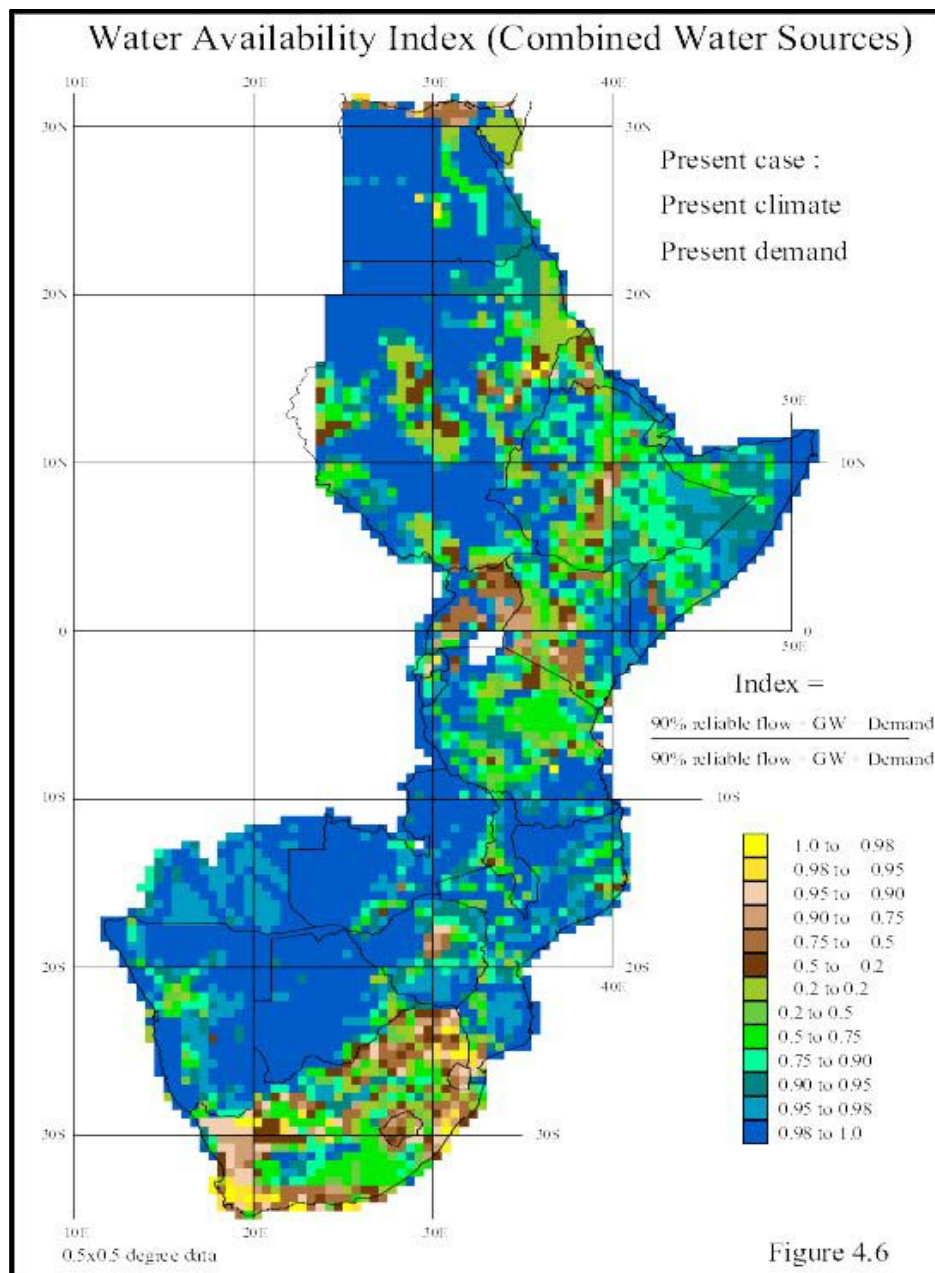 Water Availability Index (Combined Water Sources)
10E 20E 30E 40E
30N 30N
Present case :
Present climate
Present demand
20N 20N
50E
10N 10N
0 0
50E
Index =
90% reliable flow - GW - Demand
90% reliable flow - GW - Demand
10S 10S
1.0 to 0.98
0.98 to 0.95
0.95 to 0.90
0.90 to 0.75
0.75 to 0.5
0.5 to 0.2
0.2 to 0.2
0.2 to 0.5
0.5 to 0.75
0.75 to 0.90
0.90 to 0.95
0.95 to 0.98
0.98 to 1.0
20S 20S
40E
30S 30S
10E 20E 30E
0.5x0.5 degree data
Figure 4.6